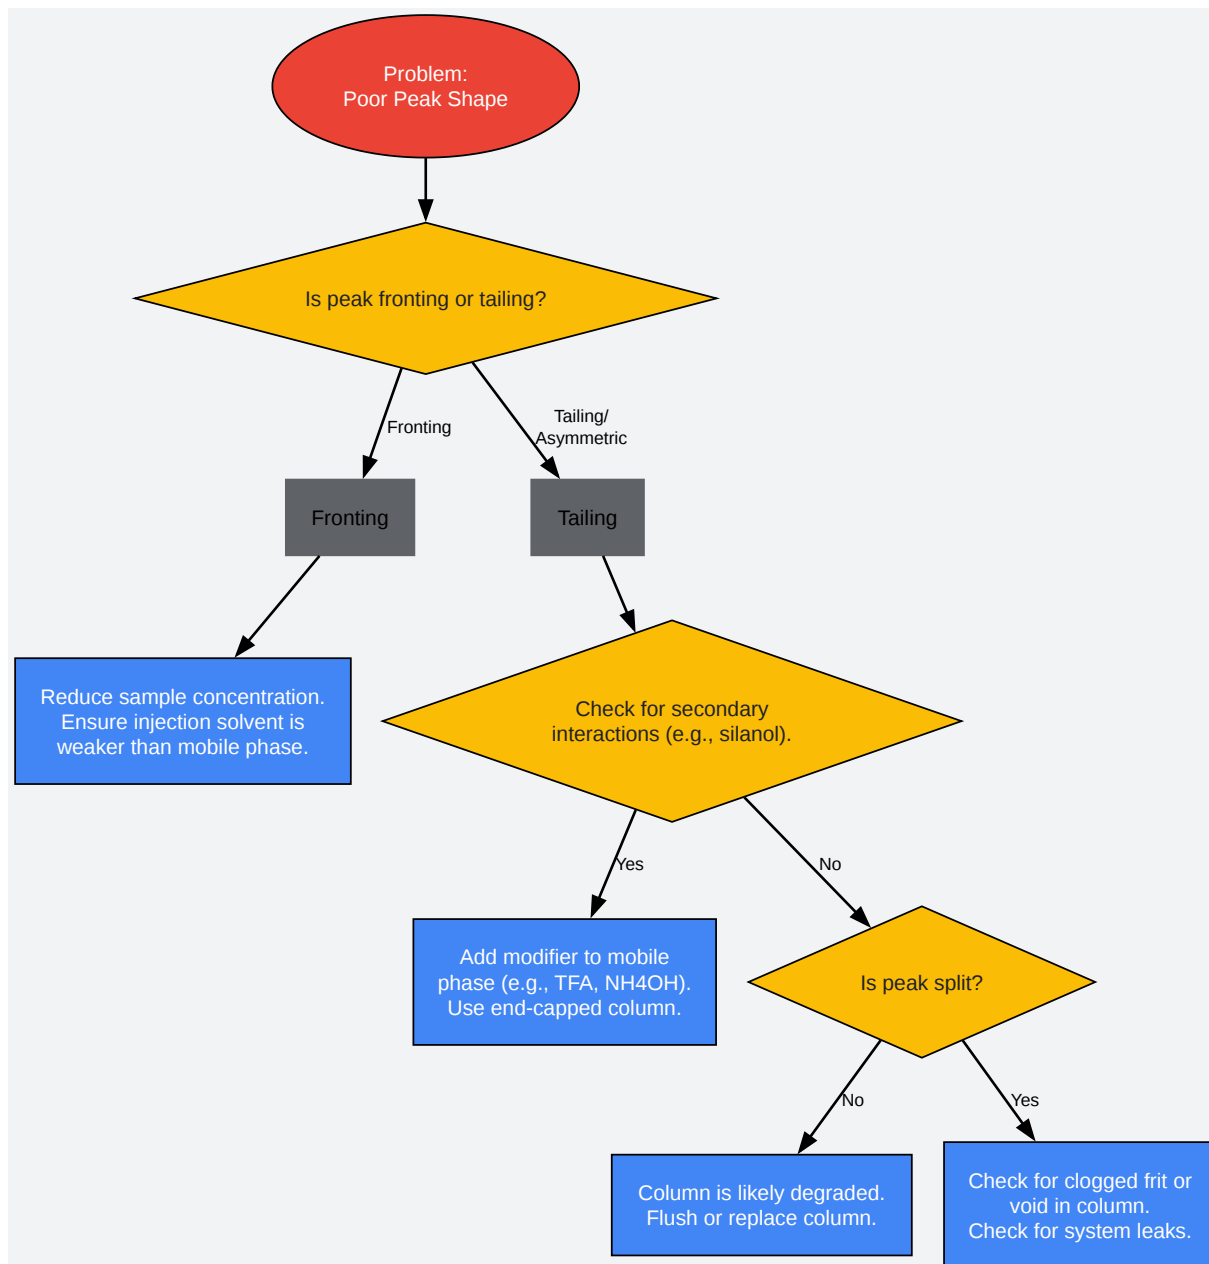 Problem:
Poor Peak Shape
Is peak fronting or tailing?
Fronting
Tailing/
Asymmetric
Fronting
Tailing
Reduce sample concentration.
Ensure injection solvent is
weaker than mobile phase.
Check for secondary
interactions (e.g., silanol).
Yes
No
Add modifier to mobile
phase (e.g., TFA, NH4OH).
Use end-capped column.
Is peak split?
No
Yes
Column is likely degraded.
Flush or replace column.
Check for clogged frit or
void in column.
Check for system leaks.